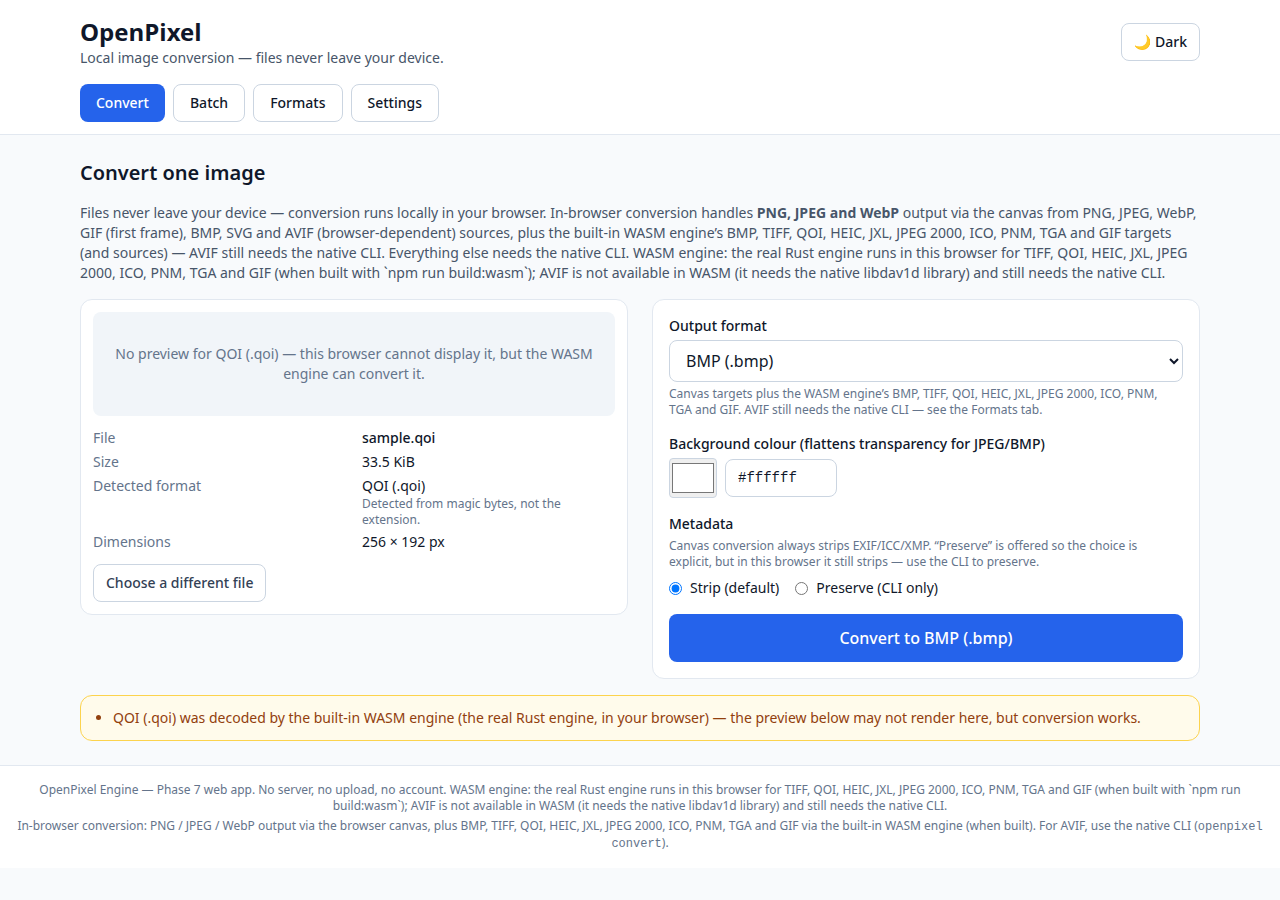 OpenPixel
Local image conversion — files never leave your device.
🌙 Dark
Convert
Batch
Formats
Settings
Convert one image
Files never leave your device — conversion runs locally in your browser. In-browser conversion handles PNG, JPEG and WebP output via the canvas from PNG, JPEG, WebP,
GIF (first frame), BMP, SVG and AVIF (browser-dependent) sources, plus the built-in WASM engine’s BMP, TIFF, QOI, HEIC, JXL, JPEG 2000, ICO, PNM, TGA and GIF targets
(and sources) — AVIF still needs the native CLI. Everything else needs the native CLI. WASM engine: the real Rust engine runs in this browser for TIFF, QOI, HEIC, JXL, JPEG
2000, ICO, PNM, TGA and GIF (when built with `npm run build:wasm`); AVIF is not available in WASM (it needs the native libdav1d library) and still needs the native CLI.
No preview for QOI (.qoi) — this browser cannot display it, but the WASM
engine can convert it.
File
sample.qoi
Size
33.5 KiB
Detected format
QOI (.qoi)
Detected from magic bytes, not the
extension.
Dimensions
256 × 192 px
Choose a different file
Output format
BMP (.bmp)
Canvas targets plus the WASM engine’s BMP, TIFF, QOI, HEIC, JXL, JPEG 2000, ICO, PNM,
TGA and GIF. AVIF still needs the native CLI — see the Formats tab.
Background colour (flattens transparency for JPEG/BMP)
#ffffff
Metadata
Canvas conversion always strips EXIF/ICC/XMP. “Preserve” is offered so the choice is
explicit, but in this browser it still strips — use the CLI to preserve.
Strip (default)
Preserve (CLI only)
Convert to BMP (.bmp)
QOI (.qoi) was decoded by the built-in WASM engine (the real Rust engine, in your browser) — the preview below may not render here, but conversion works.
OpenPixel Engine — Phase 7 web app. No server, no upload, no account. WASM engine: the real Rust engine runs in this browser for TIFF, QOI, HEIC, JXL, JPEG 2000, ICO, PNM, TGA and GIF (when built with `npm run
build:wasm`); AVIF is not available in WASM (it needs the native libdav1d library) and still needs the native CLI.
In-browser conversion: PNG / JPEG / WebP output via the browser canvas, plus BMP, TIFF, QOI, HEIC, JXL, JPEG 2000, ICO, PNM, TGA and GIF via the built-in WASM engine (when built). For AVIF, use the native CLI (openpixel
convert).